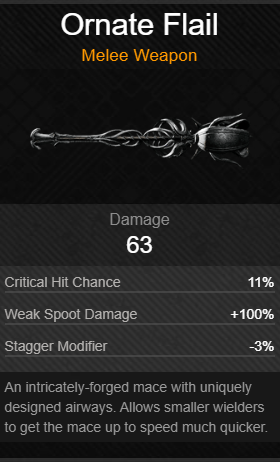 Ornate Flail
Melee Weapon
Damage
63
Critical Hit Chance 11%
Weak Spoot Damage +100%
Stagger Modifier -3%
An intricately-forged mace with uniquely
designed airways. Allows smaller wielders
to get the mace up to speed much quicker.